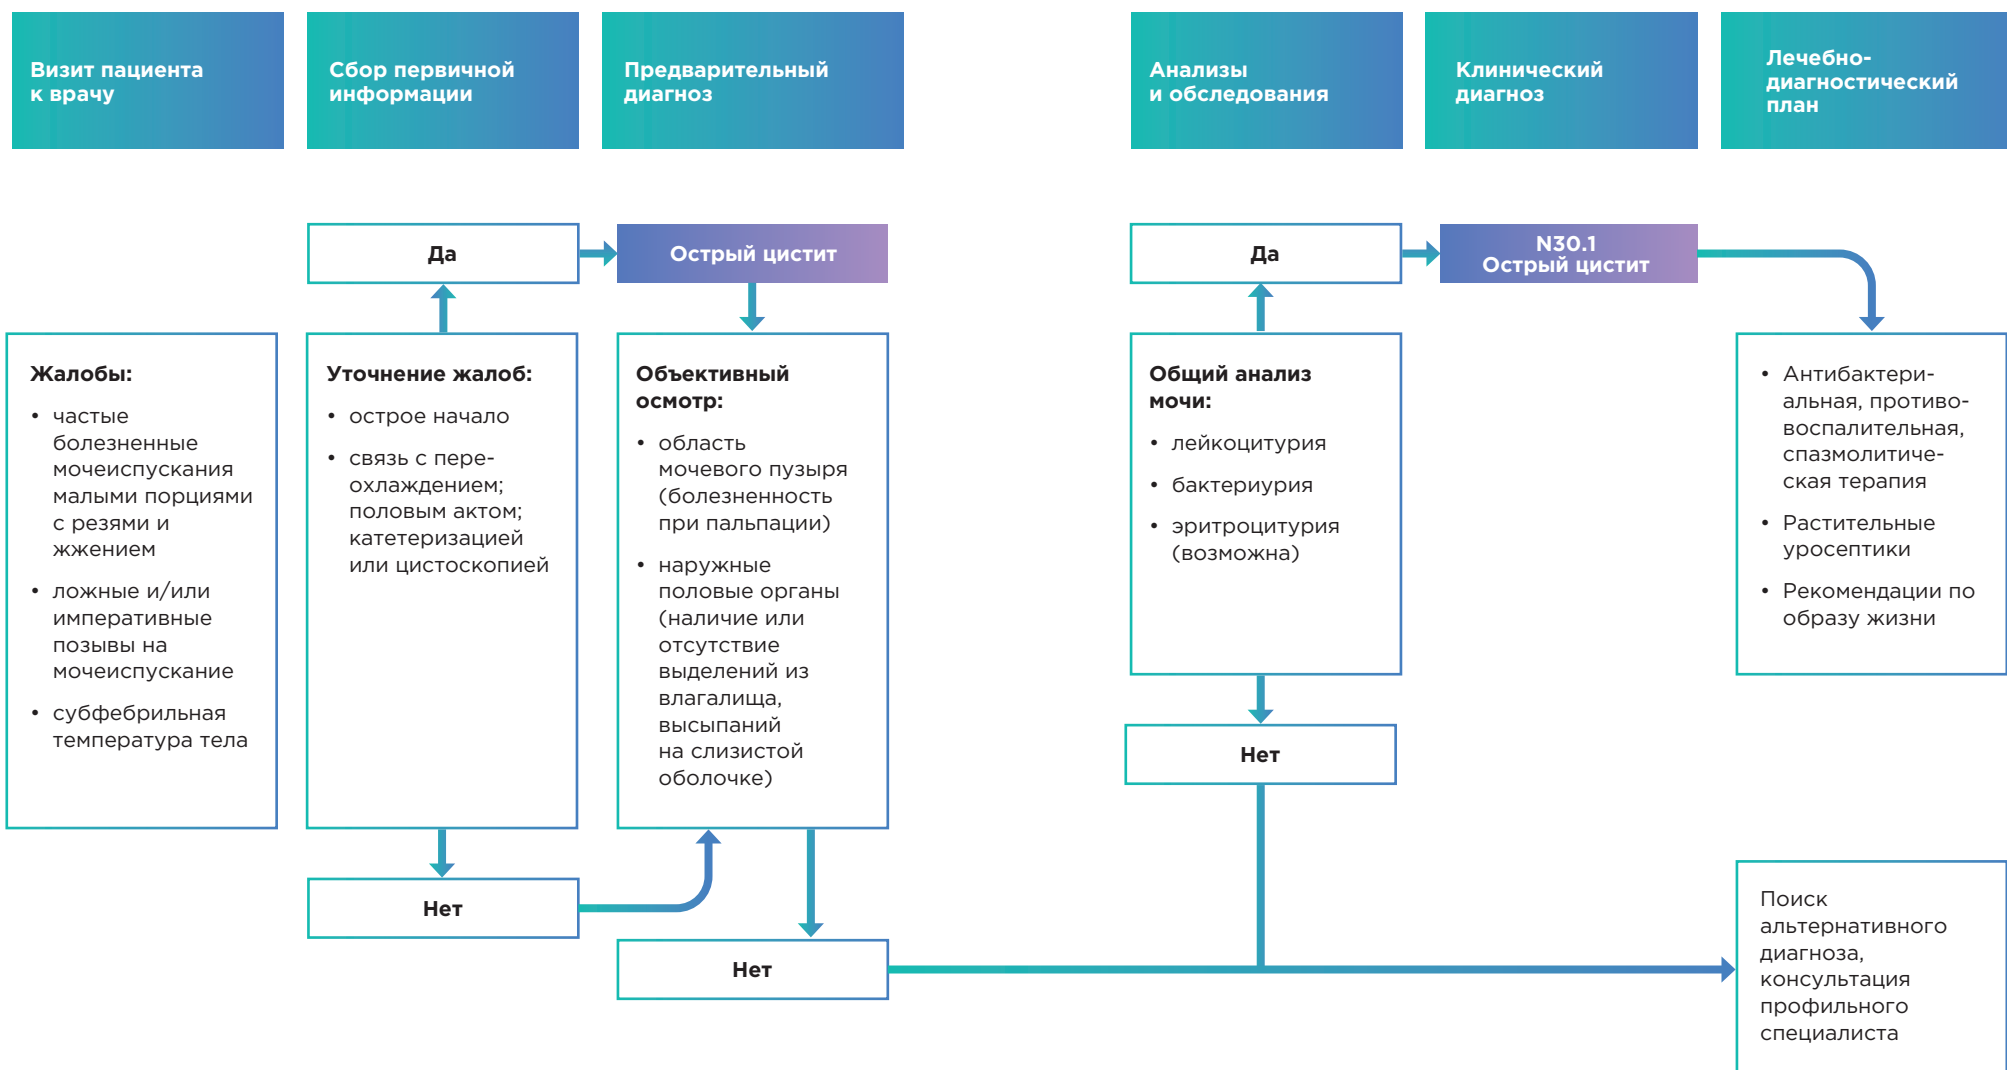 Визит пациента
к врачу
Сбор первичной
информации
Предварительный
диагноз
Анализы
и обследования
Клинический
диагноз
Лечебно-
диагностический
план
Да
Острый цистит
Да
N30.1
Острый цистит
Жалобы:
• частые
болезненные
мочеиспускания
малыми порциями
с резями и
жжением
• ложные и/или
императивные
позывы на
мочеиспускание
• субфебрильная
температура тела
Уточнение жалоб:
• острое начало
• связь с пере-
охлаждением;
половым актом;
катетеризацией
или цистоскопией
Объективный
осмотр:
• область
мочевого пузыря
(болезненность
при пальпации)
• наружные
половые органы
(наличие или
отсутствие
выделений из
влагалища,
высыпаний
на слизистой
оболочке)
Общий анализ
мочи:
• лейкоцитурия
• бактериурия
• эритроцитурия
(возможна)
• Антибактери-
альная, противо-
воспалительная,
спазмолитиче-
ская терапия
• Растительные
уросептики
• Рекомендации по
образу жизни
Нет
Нет
Нет
Поиск
альтернативного
диагноза,
консультация
профильного
специалиста